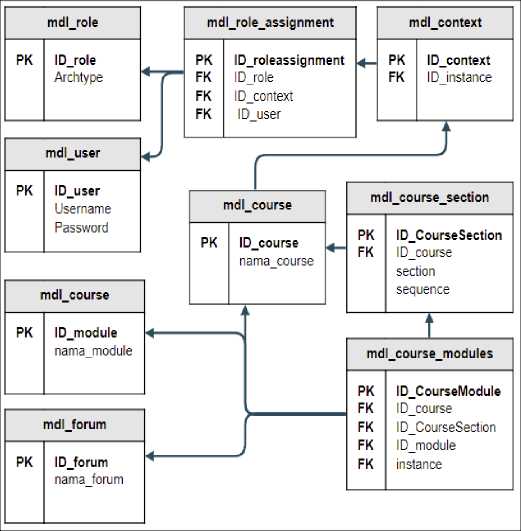 mdl_role
PK ID_role
Archtype
mdl_role_assignment
PK ID_roleassignment
FK ID_role
FK ID_context
FK ID_user
mdl_context
PK ID_context
FK ID_instance
mdl_user
PK ID_user
Username
Password
mdl_course
PK ID_course
nama_course
mdl_course_section
PK ID_CourseSection
FK ID_course
section
sequence
mdl_course
PK ID_module
nama_module
mdl_course_modules
PK ID_CourseModule
FK ID_course
FK ID_CourseSection
FK ID_module
FK instance
mdl_forum
PK ID_forum
nama_forum